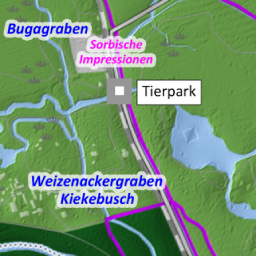 Bugagraben
Sorbische
Impressionen
Tierpark
Weizenackergraben
Kiekebusch